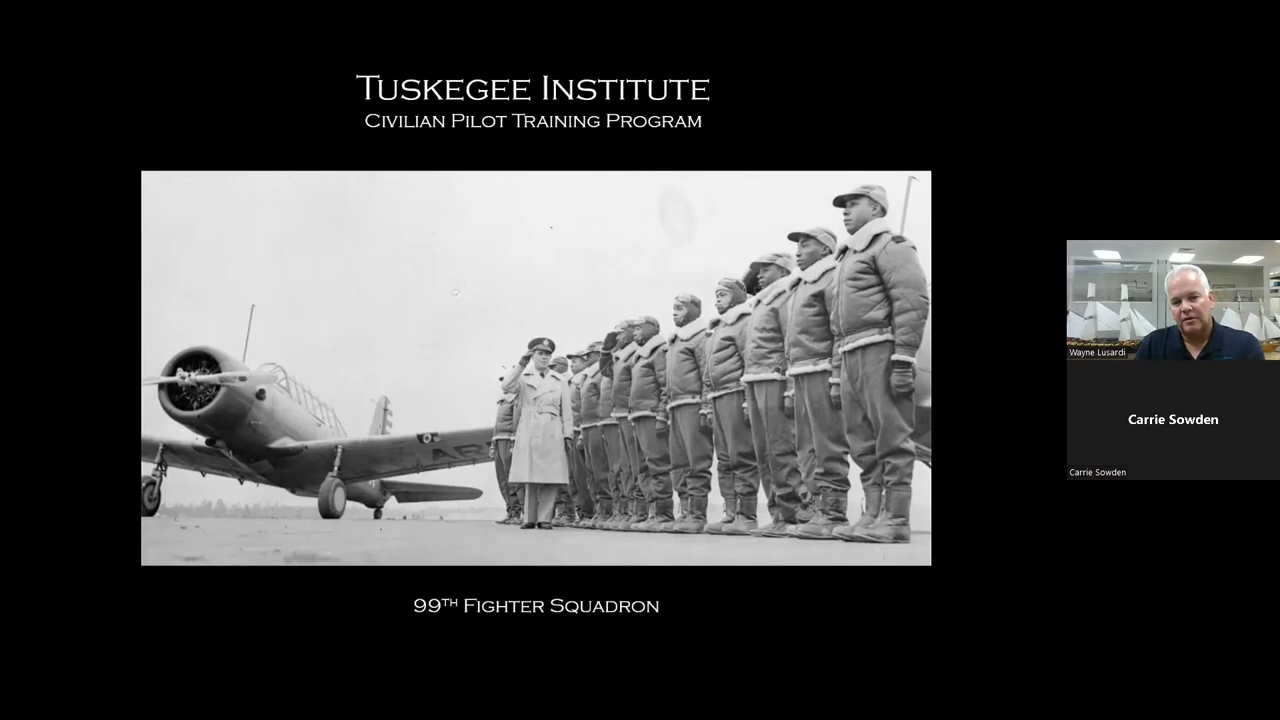 Tuskegee Institute
Civilian Pilot Training Program
99TH Fighter Squadron
Wayne Lusardi
Carrie Sowden
Carrie Sowden